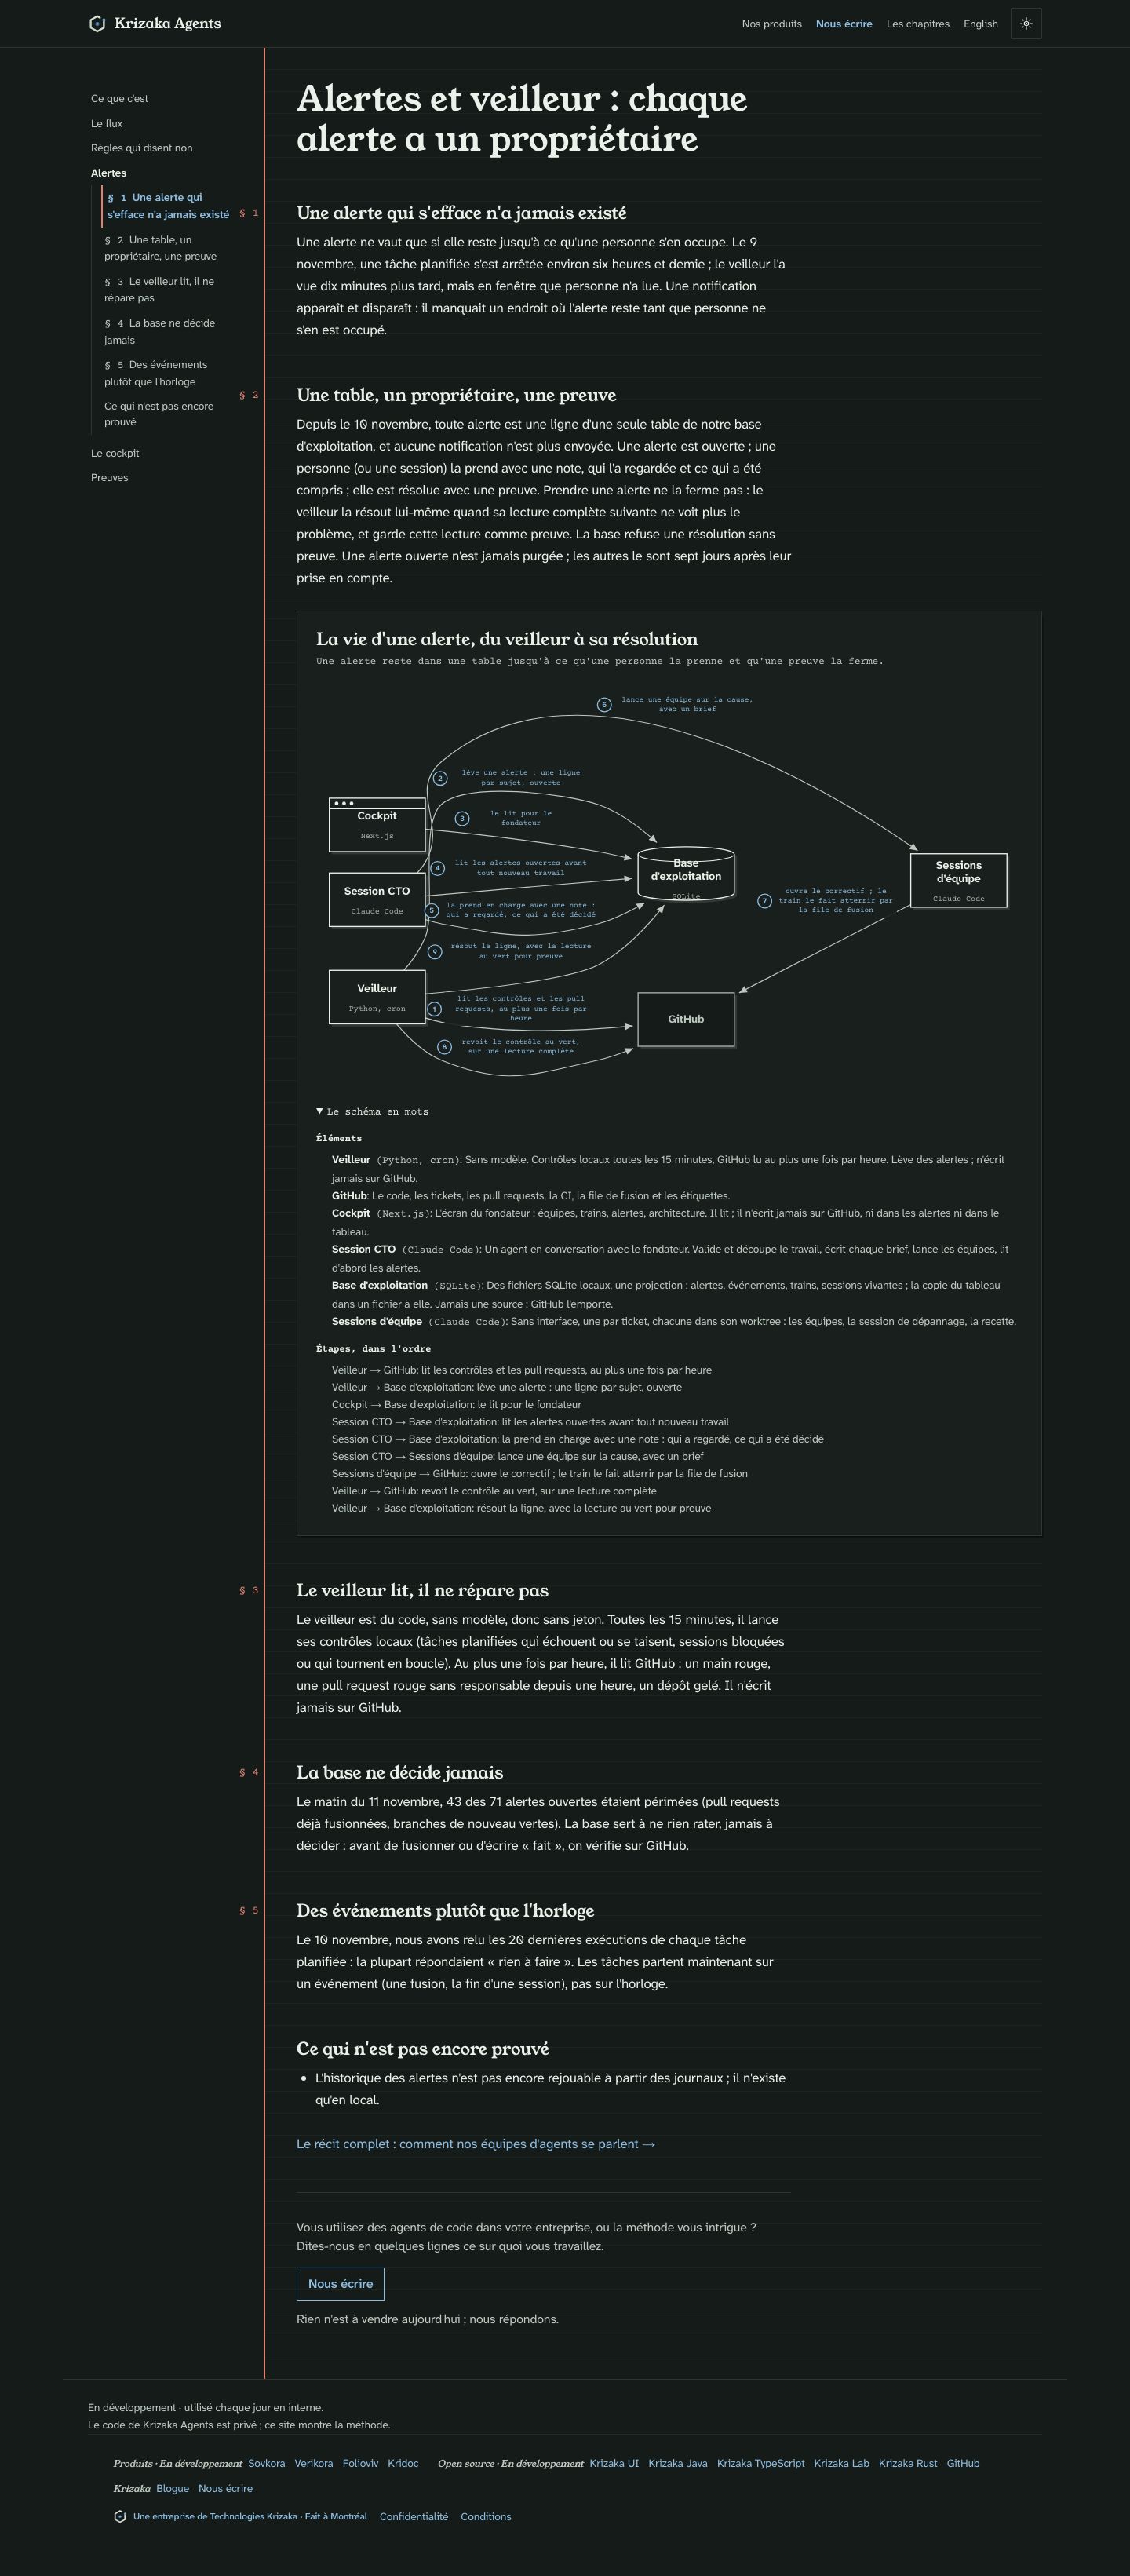 Krizaka Agents
Nos produits
Nous écrire
Les chapitres
English
Ce que c'est
Le flux
Règles qui disent non
Alertes
§ 1 Une alerte qui
s'efface n'a jamais existé
§ 2 Une table, un
propriétaire, une preuve
§ 3 Le veilleur lit, il ne
répare pas
§ 4 La base ne décide
jamais
§ 5 Des événements
plutôt que l'horloge
Ce qui n'est pas encore
prouvé
Le cockpit
Preuves
Alertes et veilleur : chaque
alerte a un propriétaire
§ 1
Une alerte qui s'efface n'a jamais existé
Une alerte ne vaut que si elle reste jusqu'à ce qu'une personne s'en occupe. Le 9
novembre, une tâche planifiée s'est arrêtée environ six heures et demie ; le veilleur l'a
vue dix minutes plus tard, mais en fenêtre que personne n'a lue. Une notification
apparaît et disparaît : il manquait un endroit où l'alerte reste tant que personne ne
s'en est occupé.
§ 2
Une table, un propriétaire, une preuve
Depuis le 10 novembre, toute alerte est une ligne d'une seule table de notre base
d'exploitation, et aucune notification n'est plus envoyée. Une alerte est ouverte ; une
personne (ou une session) la prend avec une note, qui l'a regardée et ce qui a été
compris ; elle est résolue avec une preuve. Prendre une alerte ne la ferme pas : le
veilleur la résout lui-même quand sa lecture complète suivante ne voit plus le
problème, et garde cette lecture comme preuve. La base refuse une résolution sans
preuve. Une alerte ouverte n'est jamais purgée ; les autres le sont sept jours après leur
prise en compte.
La vie d'une alerte, du veilleur à sa résolution
Une alerte reste dans une table jusqu'à ce qu'une personne la prenne et qu'une preuve la ferme.
6
lance une équipe sur la cause,
avec un brief
2
lève une alerte : une ligne
par sujet, ouverte
3
le lit pour le
fondateur
Cockpit
Next.js
4
lit les alertes ouvertes avant
tout nouveau travail
Base
d'exploitation
SQLite
Sessions
d'équipe
Claude Code
Session CTO
Claude Code
5
la prend en charge avec une note :
qui a regardé, ce qui a été décidé
7
ouvre le correctif ; le
train le fait atterrir par
la file de fusion
9
résout la ligne, avec la lecture
au vert pour preuve
Veilleur
Python, cron
1
lit les contrôles et les pull
requests, au plus une fois par
heure
GitHub
8
revoit le contrôle au vert,
sur une lecture complète
▼ Le schéma en mots
Éléments
Veilleur (Python, cron): Sans modèle. Contrôles locaux toutes les 15 minutes, GitHub lu au plus une fois par heure. Lève des alertes ; n'écrit
jamais sur GitHub.
GitHub: Le code, les tickets, les pull requests, la CI, la file de fusion et les étiquettes.
Cockpit (Next.js): L'écran du fondateur : équipes, trains, alertes, architecture. Il lit ; il n'écrit jamais sur GitHub, ni dans les alertes ni dans le
tableau.
Session CTO (Claude Code): Un agent en conversation avec le fondateur. Valide et découpe le travail, écrit chaque brief, lance les équipes, lit
d'abord les alertes.
Base d'exploitation (SQLite): Des fichiers SQLite locaux, une projection : alertes, événements, trains, sessions vivantes ; la copie du tableau
dans un fichier à elle. Jamais une source : GitHub l'emporte.
Sessions d'équipe (Claude Code): Sans interface, une par ticket, chacune dans son worktree : les équipes, la session de dépannage, la recette.
Étapes, dans l'ordre
Veilleur → GitHub: lit les contrôles et les pull requests, au plus une fois par heure
Veilleur → Base d'exploitation: lève une alerte : une ligne par sujet, ouverte
Cockpit → Base d'exploitation: le lit pour le fondateur
Session CTO → Base d'exploitation: lit les alertes ouvertes avant tout nouveau travail
Session CTO → Base d'exploitation: la prend en charge avec une note : qui a regardé, ce qui a été décidé
Session CTO → Sessions d'équipe: lance une équipe sur la cause, avec un brief
Sessions d'équipe → GitHub: ouvre le correctif ; le train le fait atterrir par la file de fusion
Veilleur → GitHub: revoit le contrôle au vert, sur une lecture complète
Veilleur → Base d'exploitation: résout la ligne, avec la lecture au vert pour preuve
§ 3
Le veilleur lit, il ne répare pas
Le veilleur est du code, sans modèle, donc sans jeton. Toutes les 15 minutes, il lance
ses contrôles locaux (tâches planifiées qui échouent ou se taisent, sessions bloquées
ou qui tournent en boucle). Au plus une fois par heure, il lit GitHub : un main rouge,
une pull request rouge sans responsable depuis une heure, un dépôt gelé. Il n'écrit
jamais sur GitHub.
§ 4
La base ne décide jamais
Le matin du 11 novembre, 43 des 71 alertes ouvertes étaient périmées (pull requests
déjà fusionnées, branches de nouveau vertes). La base sert à ne rien rater, jamais à
décider : avant de fusionner ou d'écrire « fait », on vérifie sur GitHub.
§ 5
Des événements plutôt que l'horloge
Le 10 novembre, nous avons relu les 20 dernières exécutions de chaque tâche
planifiée : la plupart répondaient « rien à faire ». Les tâches partent maintenant sur
un événement (une fusion, la fin d'une session), pas sur l'horloge.
Ce qui n'est pas encore prouvé
• L'historique des alertes n'est pas encore rejouable à partir des journaux ; il n'existe
qu'en local.
Le récit complet : comment nos équipes d'agents se parlent →
Vous utilisez des agents de code dans votre entreprise, ou la méthode vous intrigue ?
Dites-nous en quelques lignes ce sur quoi vous travaillez.
Nous écrire
Rien n'est à vendre aujourd'hui ; nous répondons.
En développement · utilisé chaque jour en interne.
Le code de Krizaka Agents est privé ; ce site montre la méthode.
Produits · En développement Sovkora Verikora Folioviv Kridoc Open source · En développement Krizaka UI Krizaka Java Krizaka TypeScript Krizaka Lab Krizaka Rust GitHub
Krizaka Blogue Nous écrire
Une entreprise de Technologies Krizaka · Fait à Montréal Confidentialité Conditions